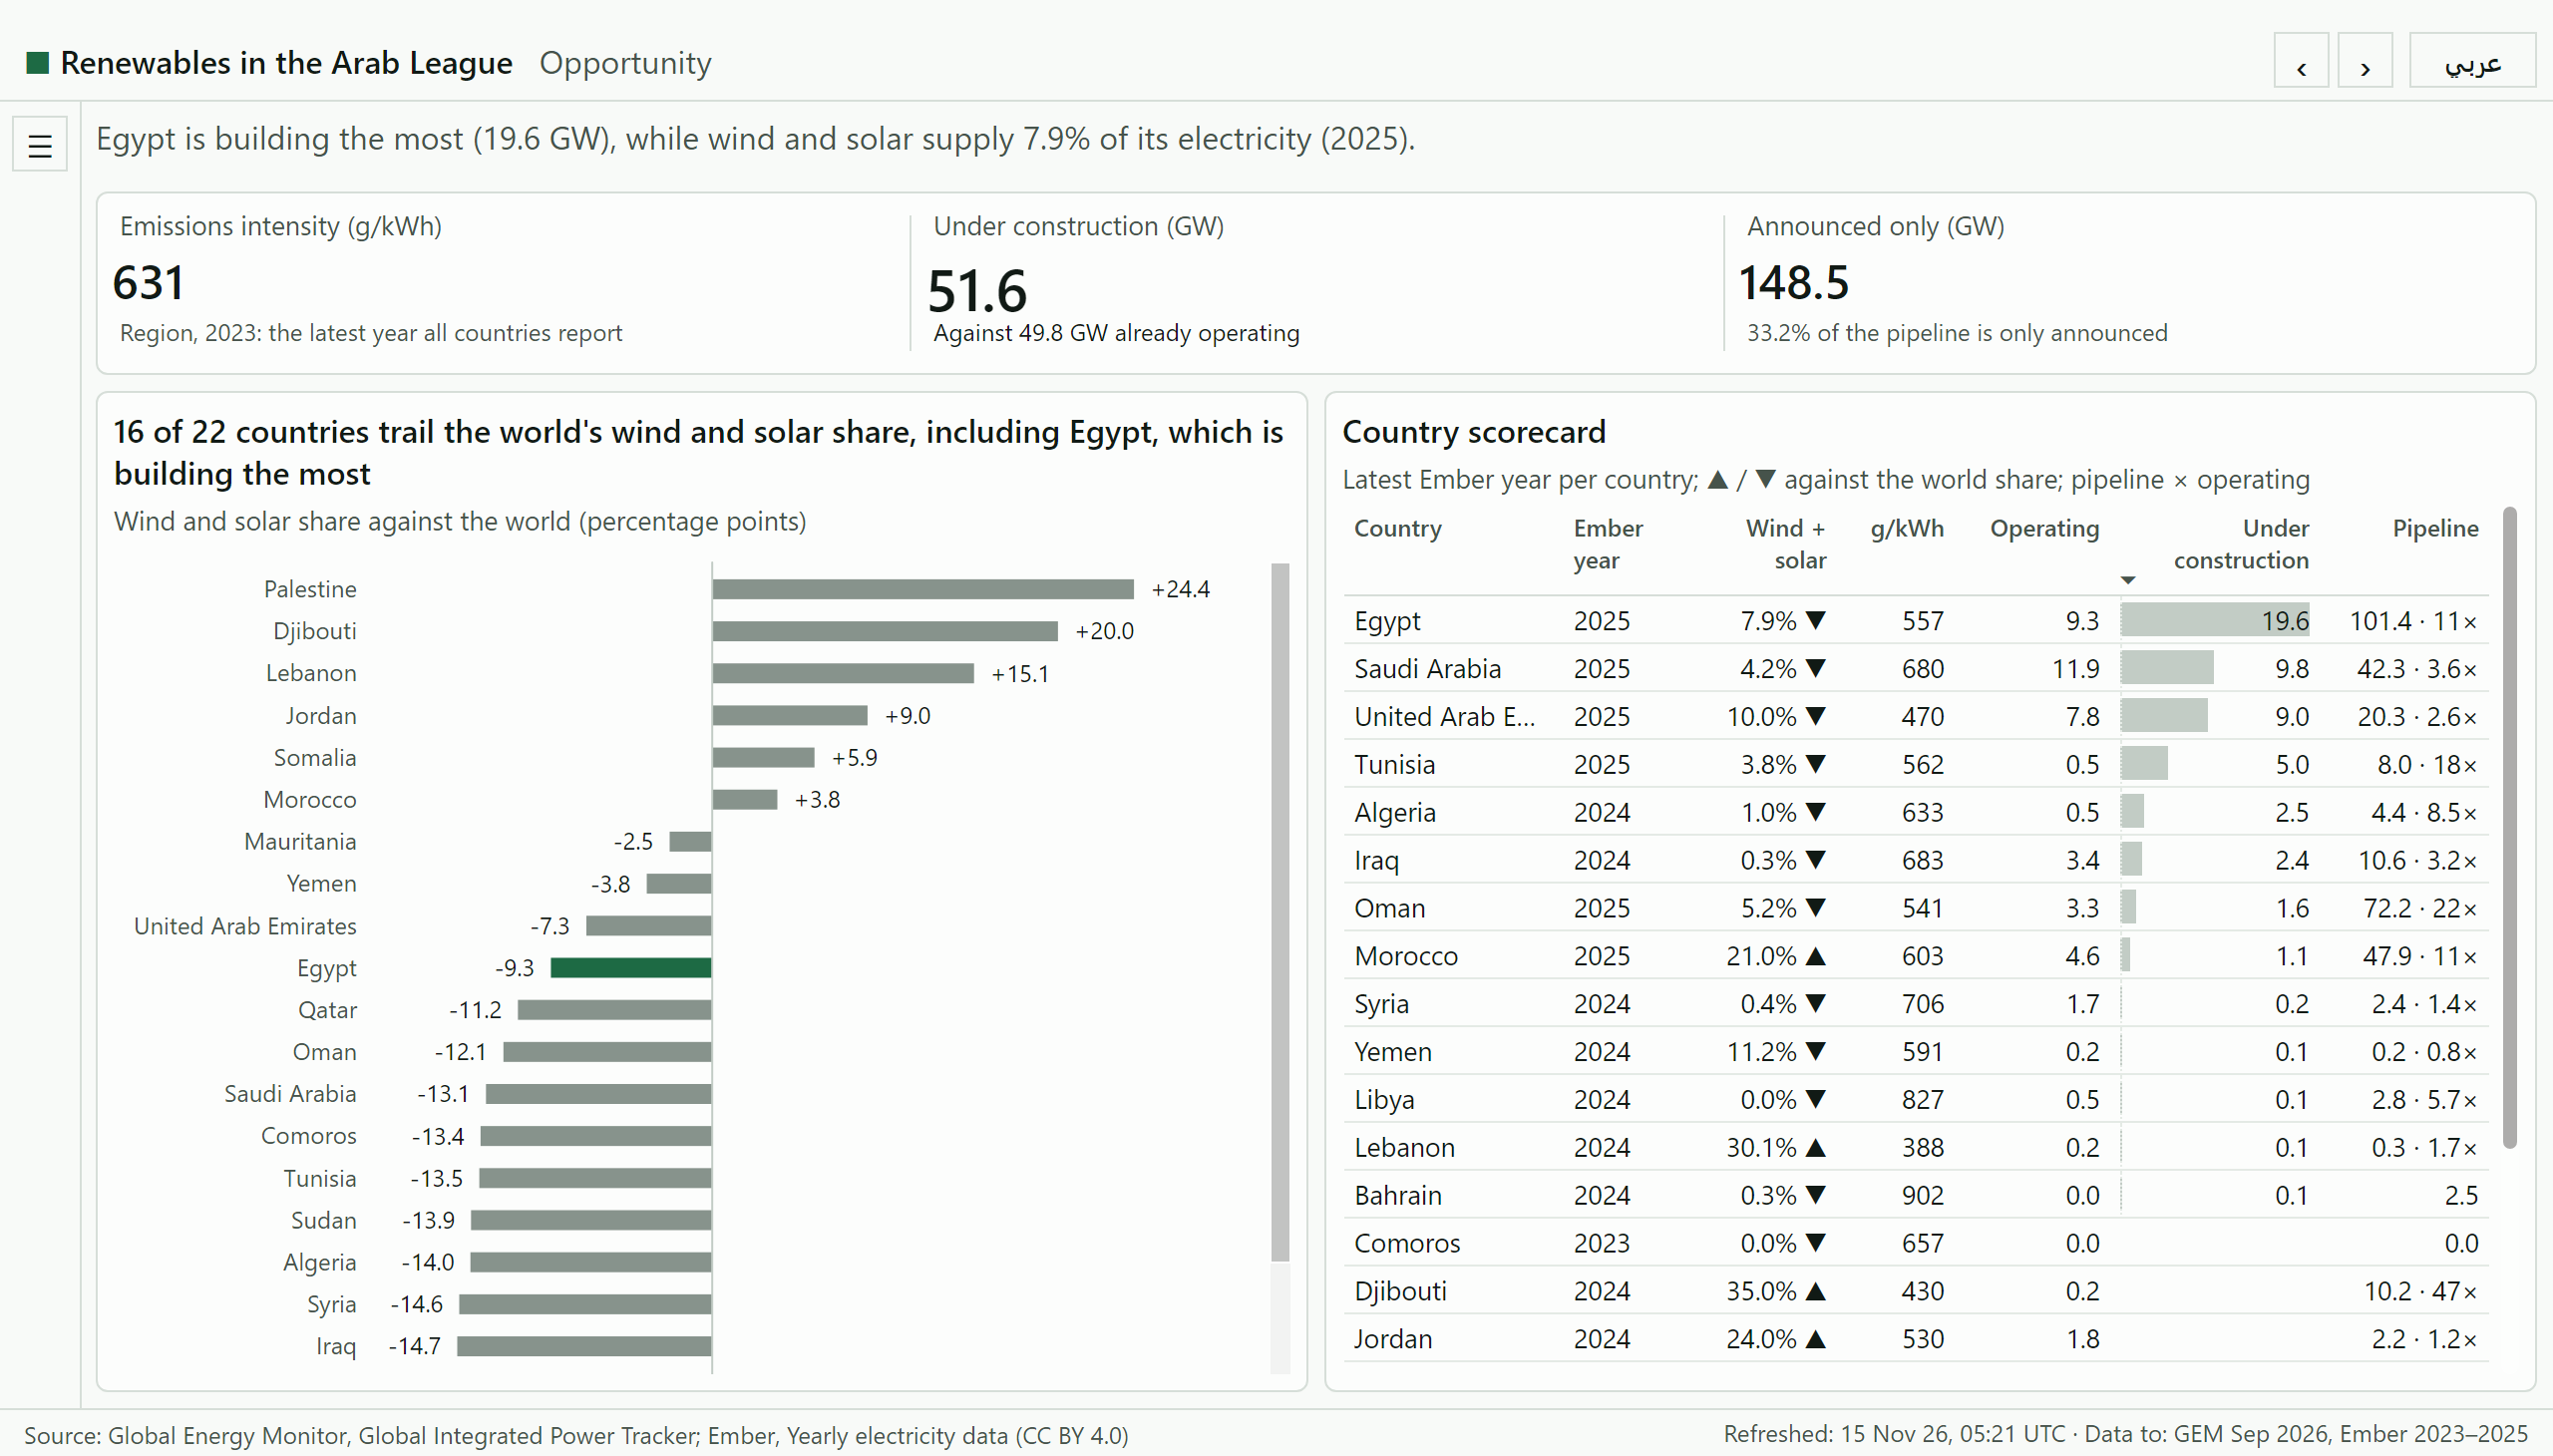 Renewables in the Arab League Opportunity
‹ › عربي
☰
Egypt is building the most (19.6 GW), while wind and solar supply 7.9% of its electricity (2025).
Emissions intensity (g/kWh)
631
Region, 2023: the latest year all countries report
Under construction (GW)
51.6
Against 49.8 GW already operating
Announced only (GW)
148.5
33.2% of the pipeline is only announced
16 of 22 countries trail the world's wind and solar share, including Egypt, which is
building the most
Wind and solar share against the world (percentage points)
Palestine +24.4
Djibouti +20.0
Lebanon +15.1
Jordan +9.0
Somalia +5.9
Morocco +3.8
Mauritania -2.5
Yemen -3.8
United Arab Emirates -7.3
Egypt -9.3
Qatar -11.2
Oman -12.1
Saudi Arabia -13.1
Comoros -13.4
Tunisia -13.5
Sudan -13.9
Algeria -14.0
Syria -14.6
Iraq -14.7
Country scorecard
Latest Ember year per country; ▲ / ▼ against the world share; pipeline × operating
Country Ember year Wind + solar g/kWh Operating Under construction Pipeline
Egypt 2025 7.9% ▼ 557 9.3 19.6 101.4 · 11×
Saudi Arabia 2025 4.2% ▼ 680 11.9 9.8 42.3 · 3.6×
United Arab E... 2025 10.0% ▼ 470 7.8 9.0 20.3 · 2.6×
Tunisia 2025 3.8% ▼ 562 0.5 5.0 8.0 · 18×
Algeria 2024 1.0% ▼ 633 0.5 2.5 4.4 · 8.5×
Iraq 2024 0.3% ▼ 683 3.4 2.4 10.6 · 3.2×
Oman 2025 5.2% ▼ 541 3.3 1.6 72.2 · 22×
Morocco 2025 21.0% ▲ 603 4.6 1.1 47.9 · 11×
Syria 2024 0.4% ▼ 706 1.7 0.2 2.4 · 1.4×
Yemen 2024 11.2% ▼ 591 0.2 0.1 0.2 · 0.8×
Libya 2024 0.0% ▼ 827 0.5 0.1 2.8 · 5.7×
Lebanon 2024 30.1% ▲ 388 0.2 0.1 0.3 · 1.7×
Bahrain 2024 0.3% ▼ 902 0.0 0.1 2.5
Comoros 2023 0.0% ▼ 657 0.0 0.0
Djibouti 2024 35.0% ▲ 430 0.2 10.2 · 47×
Jordan 2024 24.0% ▲ 530 1.8 2.2 · 1.2×
Source: Global Energy Monitor, Global Integrated Power Tracker; Ember, Yearly electricity data (CC BY 4.0)
Refreshed: 15 Nov 26, 05:21 UTC · Data to: GEM Sep 2026, Ember 2023–2025